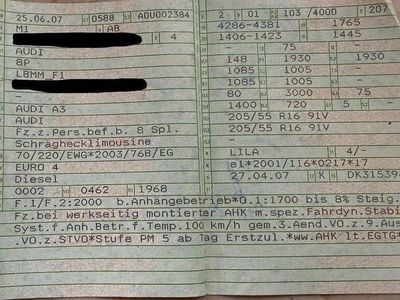 25.06.07 0588 ADU002384
M1 AB
1 4
AUDI
8P
LBMM F1
AUDI A3
AUDI
Fz.z.Pers.bef.b. 8 Spl.
Schräghecklimousine
70/220/EWG*2003/76B/EG
EURO 4
Diesel
0002 0462 1968
2 01 103 /4000 207
4286-4381 1765
1406-1423 1445
- 75 -
148 1930 1930
1085 1005 -
1085 1005 -
80 3000 75
1400 720 5 -
205/55 R16 91V
205/55 R16 91V
-
LILA 4/-
e1*2001/116*0217*17
27.04.07 K DK315394
F.1/F.2:2000 b.Anhängebetrieb*O.1:1700 bis 8% Steig.
Fz.bei werkseitig montierter AHK m.spez.Fahrdyn.Stabi
Syst.f.Anh.Betr.f.Temp.100 km/h gem.3.Aend.VO.z.9.Aus
.VO.z.STVO*Stufe PM 5 ab Tag Erstzul.*ww.AHK lt.EGTG*